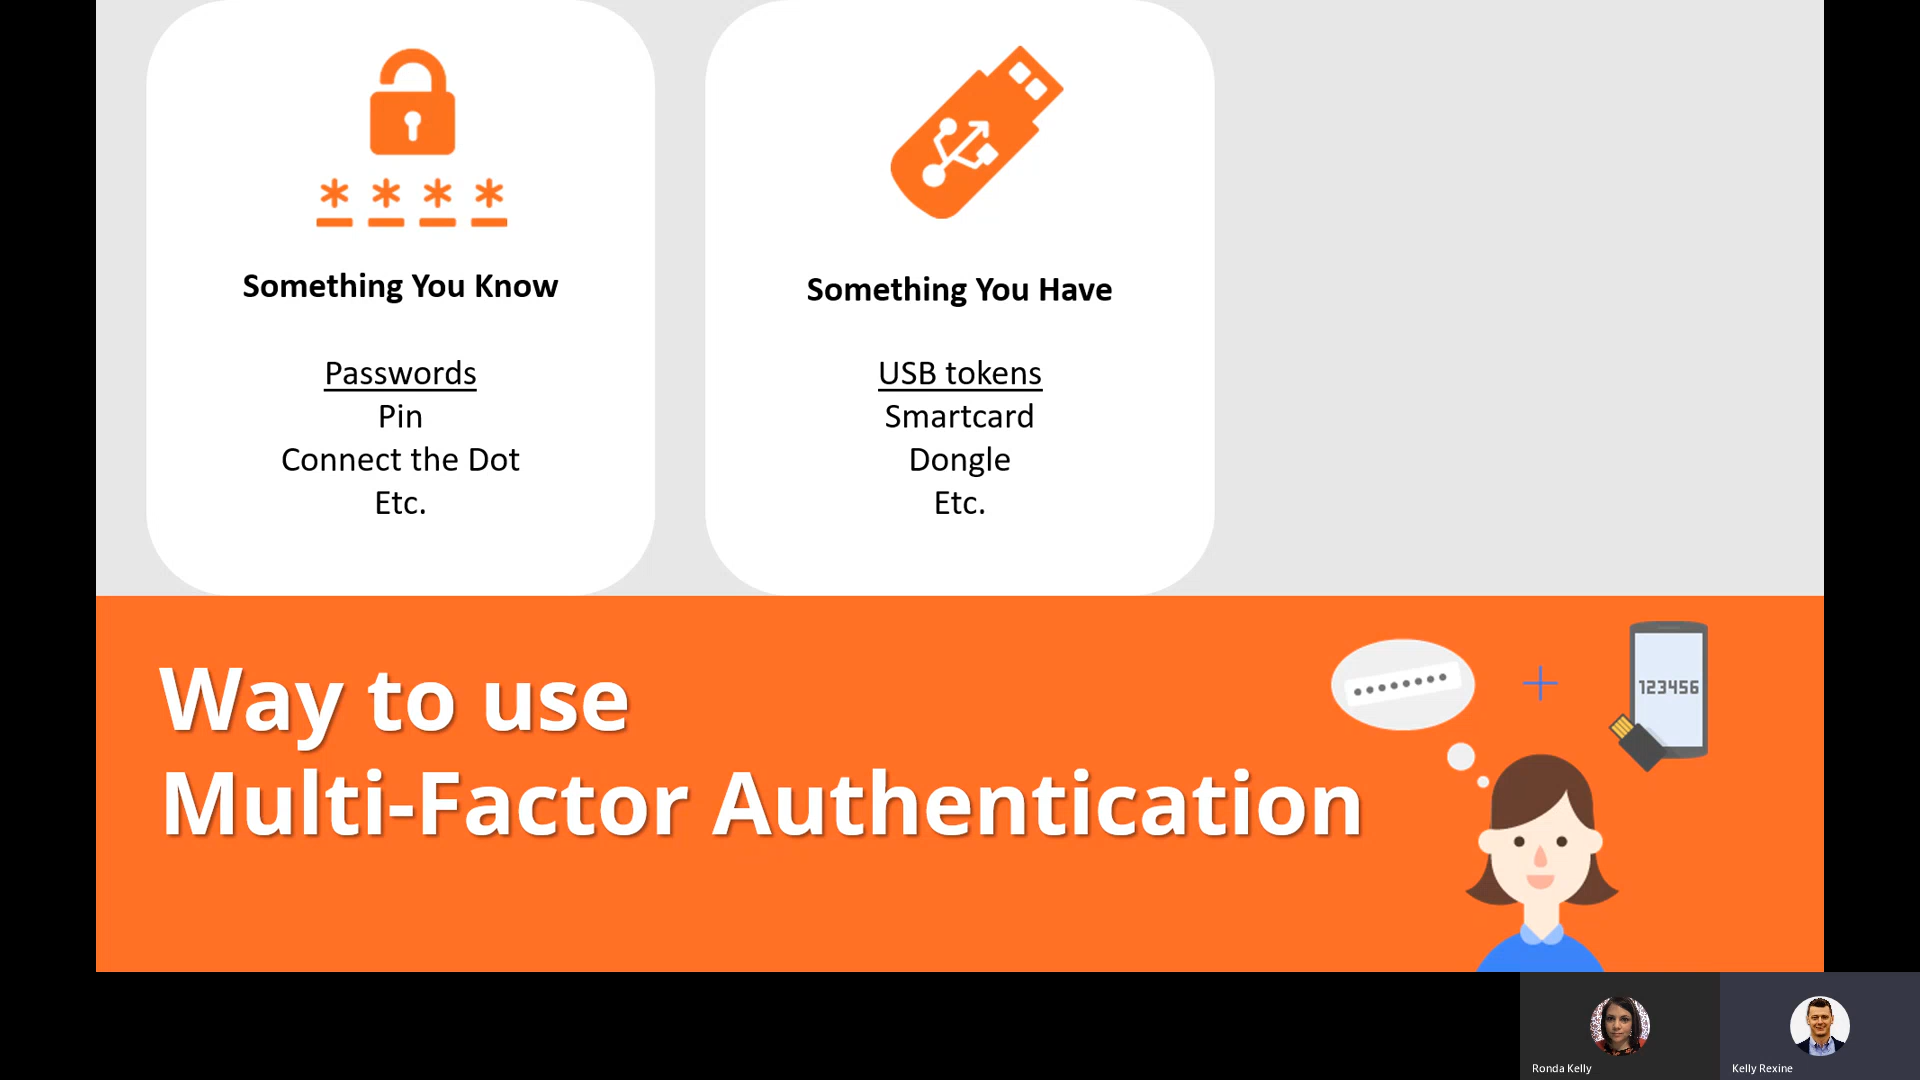 * * * *
Something You Know
Passwords
Pin
Connect the Dot
Etc.
Something You Have
USB tokens
Smartcard
Dongle
Etc.
Way to use
Multi-Factor Authentication
123456
Ronda Kelly
Kelly Rexine